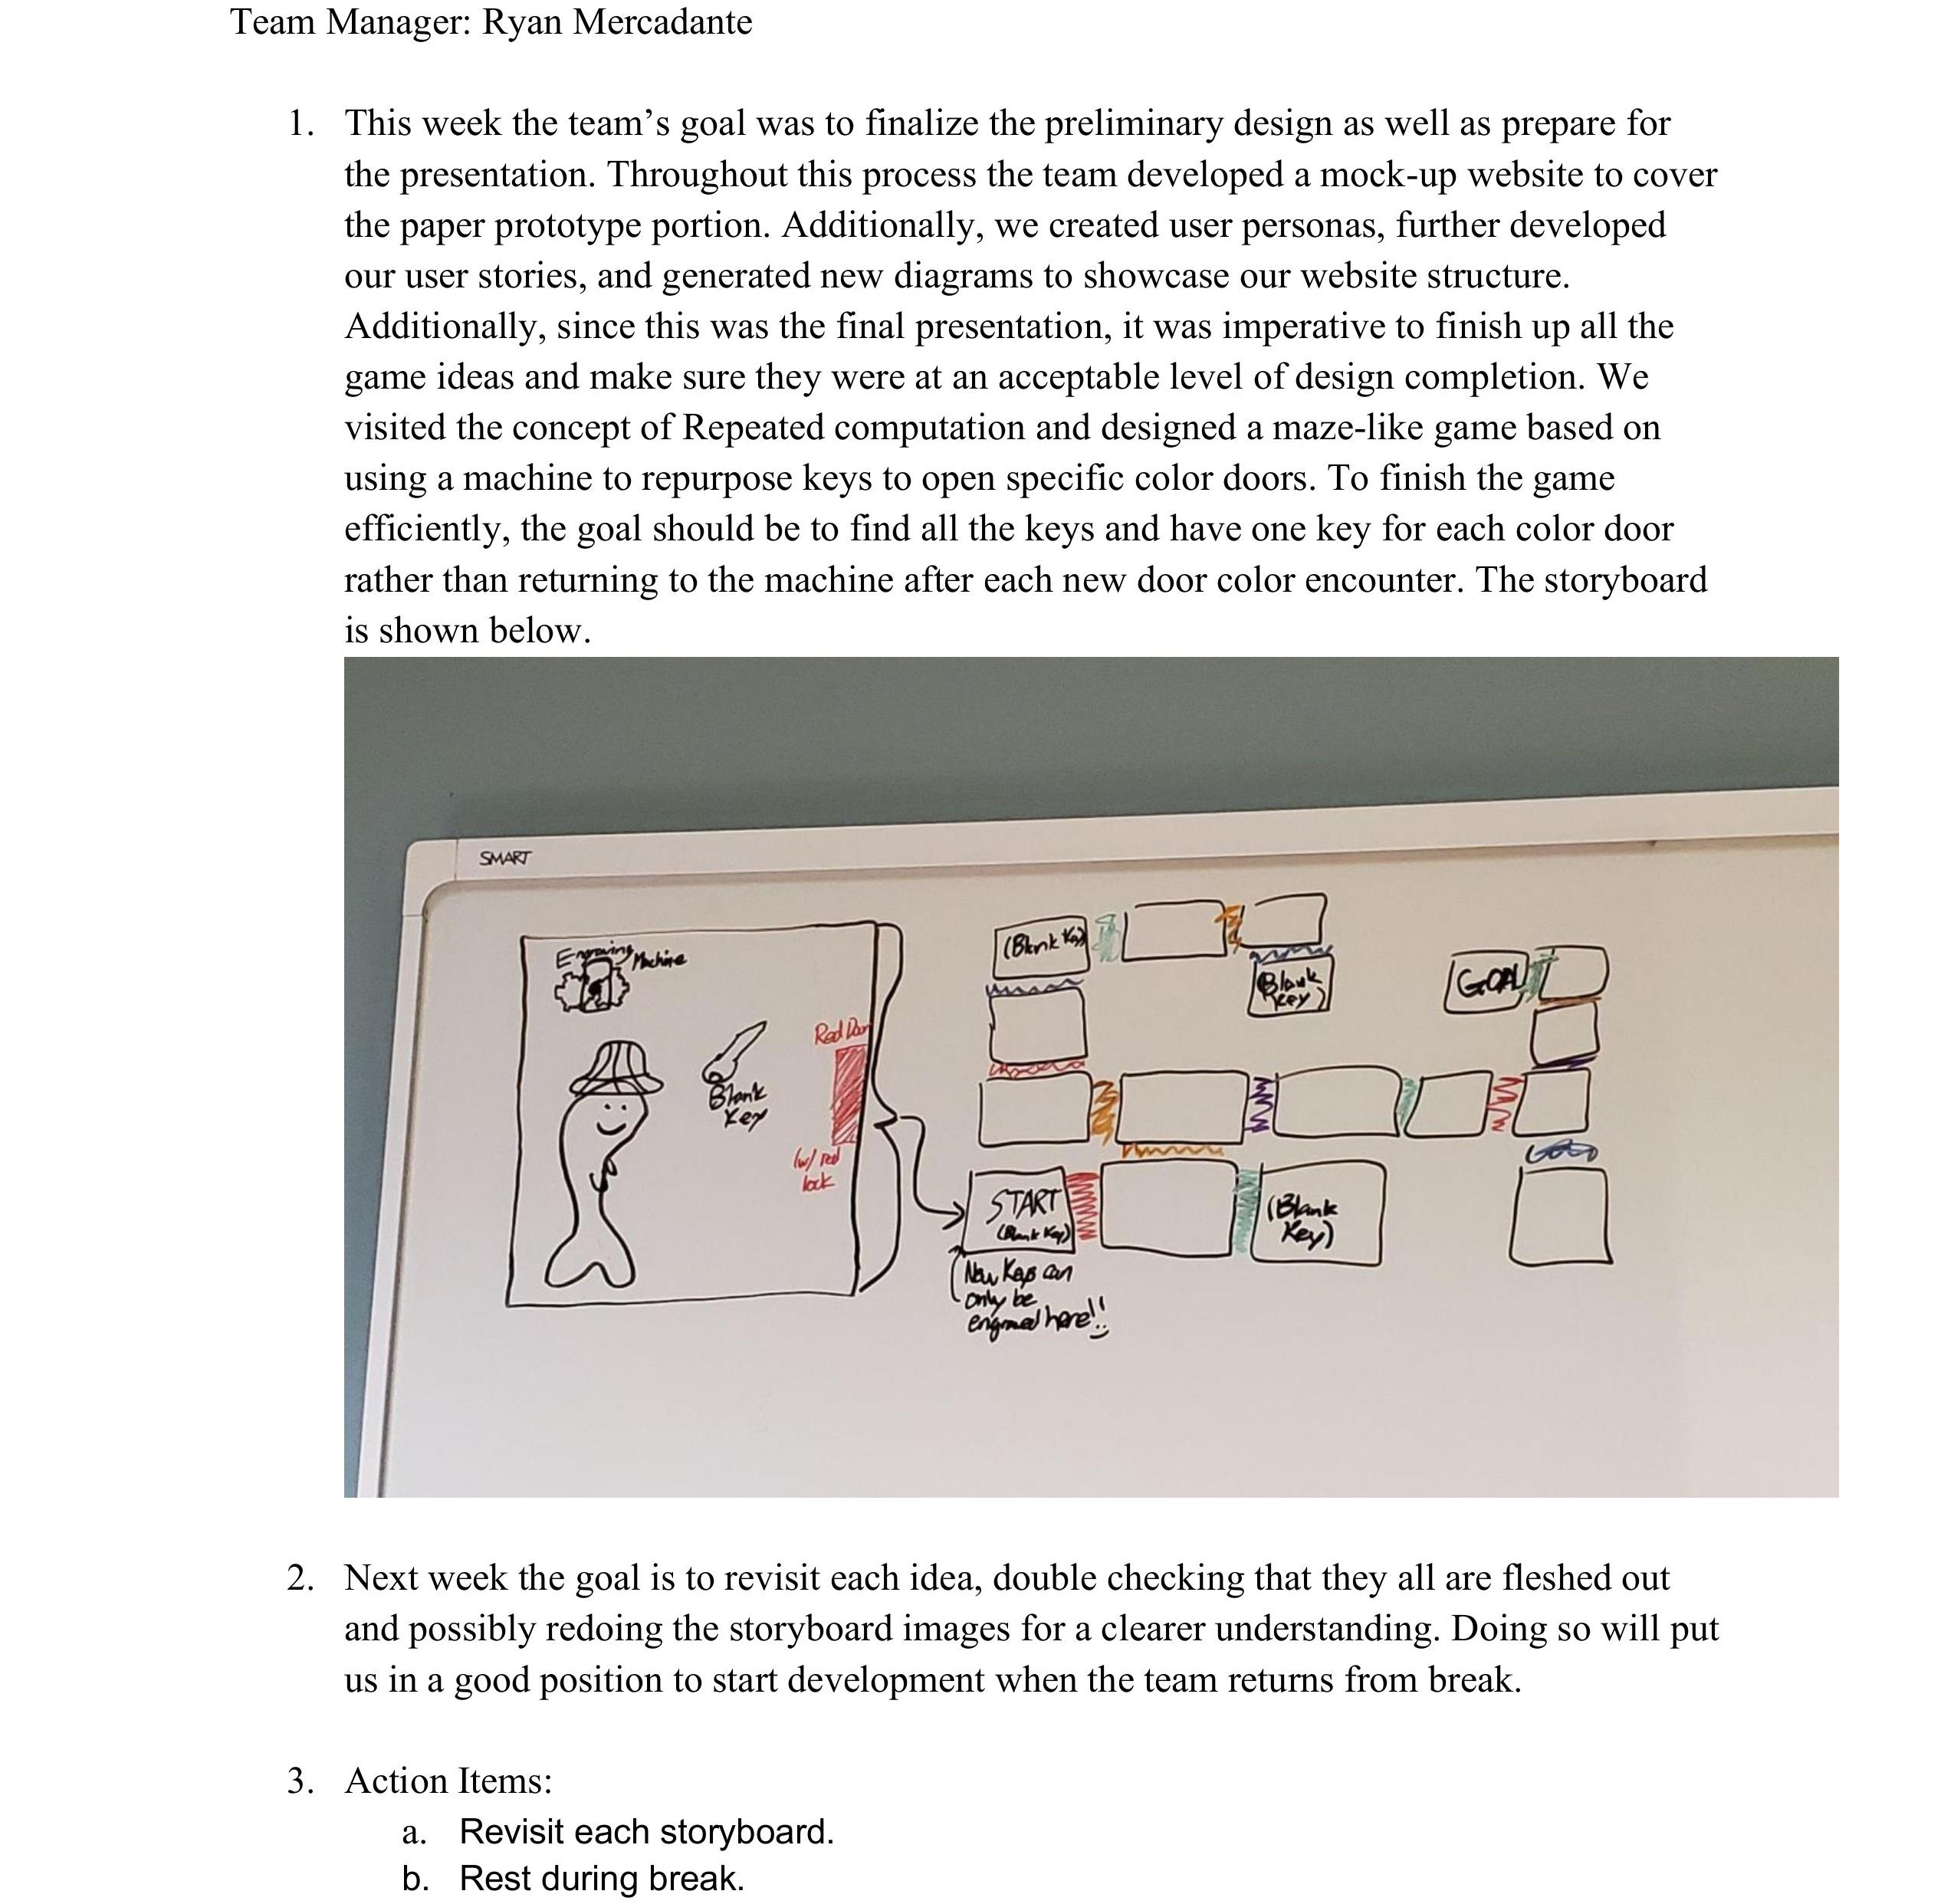 Team Manager: Ryan Mercadante
1. This week the team’s goal was to finalize the preliminary design as well as prepare for
the presentation. Throughout this process the team developed a mock-up website to cover
the paper prototype portion. Additionally, we created user personas, further developed
our user stories, and generated new diagrams to showcase our website structure.
Additionally, since this was the final presentation, it was imperative to finish up all the
game ideas and make sure they were at an acceptable level of design completion. We
visited the concept of Repeated computation and designed a maze-like game based on
using a machine to repurpose keys to open specific color doors. To finish the game
efficiently, the goal should be to find all the keys and have one key for each color door
rather than returning to the machine after each new door color encounter. The storyboard
is shown below.
SMART
Engraving Machine
Red Door
Blank
Key
(w/ red
lock
(Blank Key)
(Blank
Key)
GOAL
START
(Blank Key)
(Blank
Key)
(New Keys can
only be
engraved here!!
2. Next week the goal is to revisit each idea, double checking that they all are fleshed out
and possibly redoing the storyboard images for a clearer understanding. Doing so will put
us in a good position to start development when the team returns from break.
3. Action Items:
a. Revisit each storyboard.
b. Rest during break.